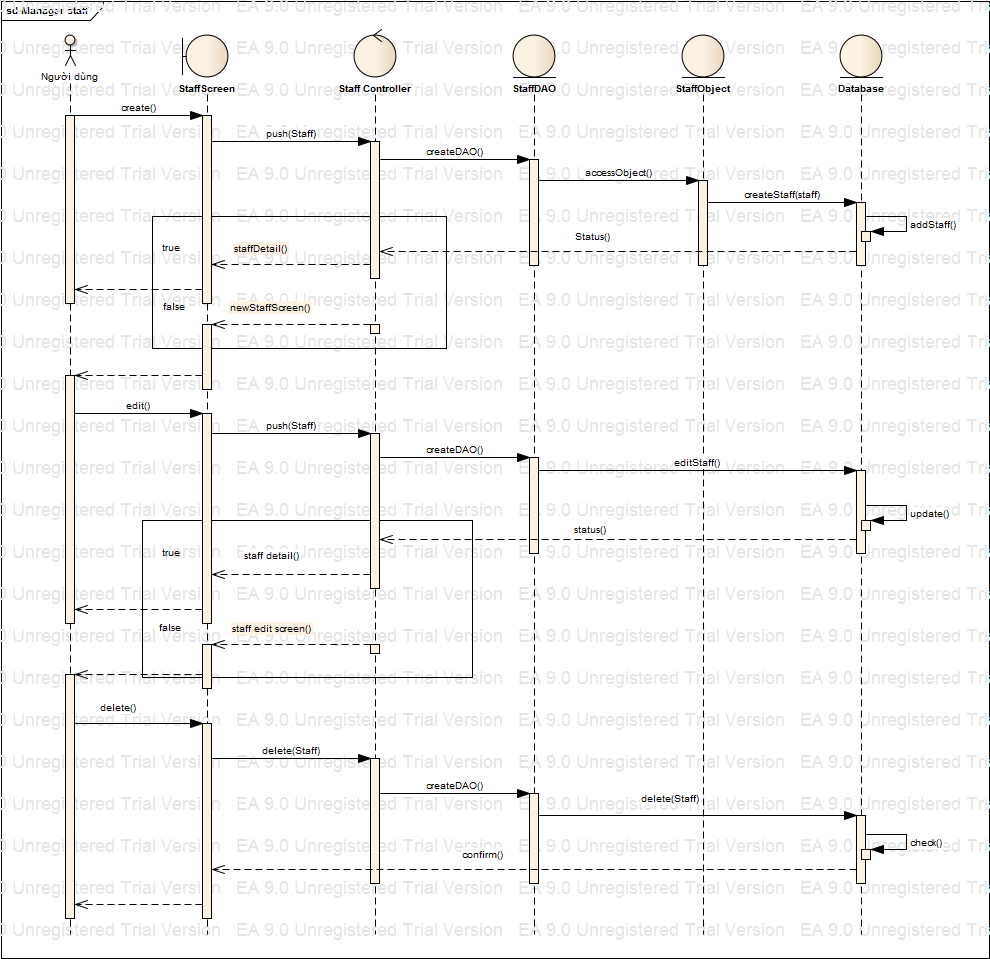 sd Manager staff
Người dùng
StaffScreen
Staff Controller
StaffDAO
StaffObject
Database
create()
push(Staff)
createDAO()
accessObject()
createStaff(staff)
addStaff()
Status()
true
staffDetail()
false
newStaffScreen()
edit()
push(Staff)
createDAO()
editStaff()
update()
status()
true
staff detail()
false
staff edit screen()
delete()
delete(Staff)
createDAO()
delete(Staff)
check()
confirm()
EA 9.0 Unregistered Trial Version